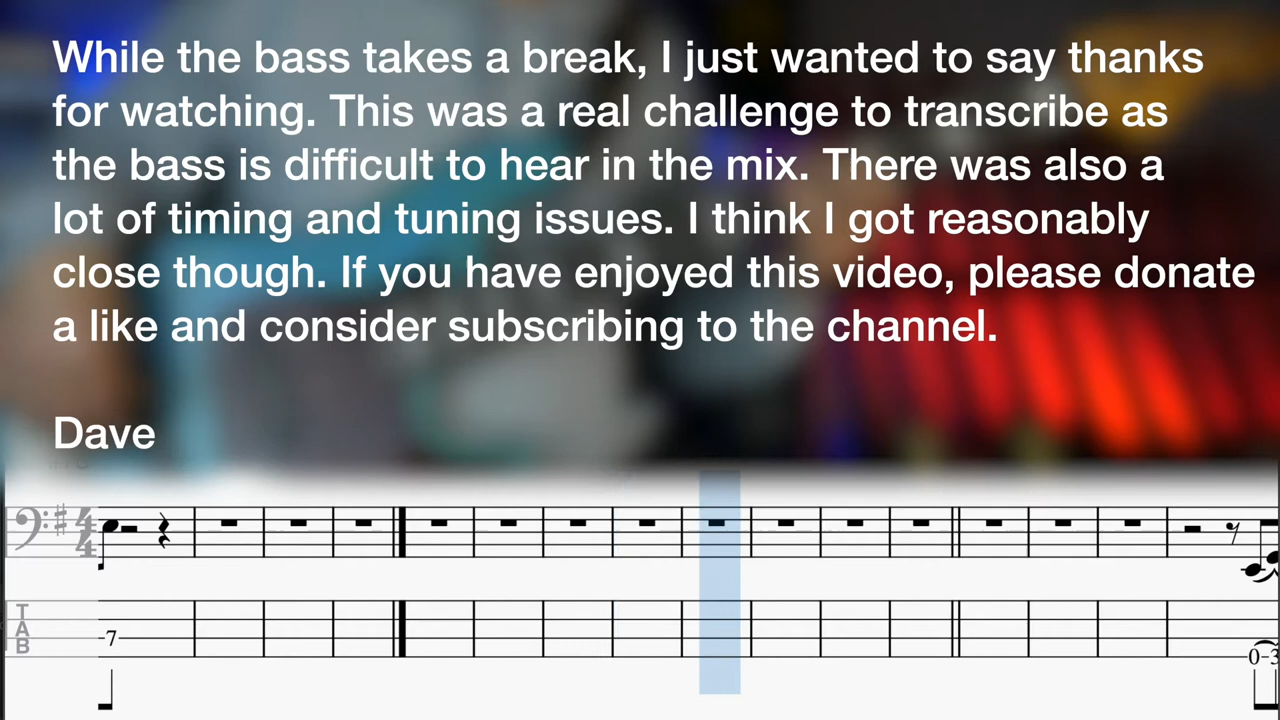 While the bass takes a break, I just wanted to say thanks
for watching. This was a real challenge to transcribe as
the bass is difficult to hear in the mix. There was also a
lot of timing and tuning issues. I think I got reasonably
close though. If you have enjoyed this video, please donate
a like and consider subscribing to the channel.
Dave
4
4
T
A
B
7
0-3